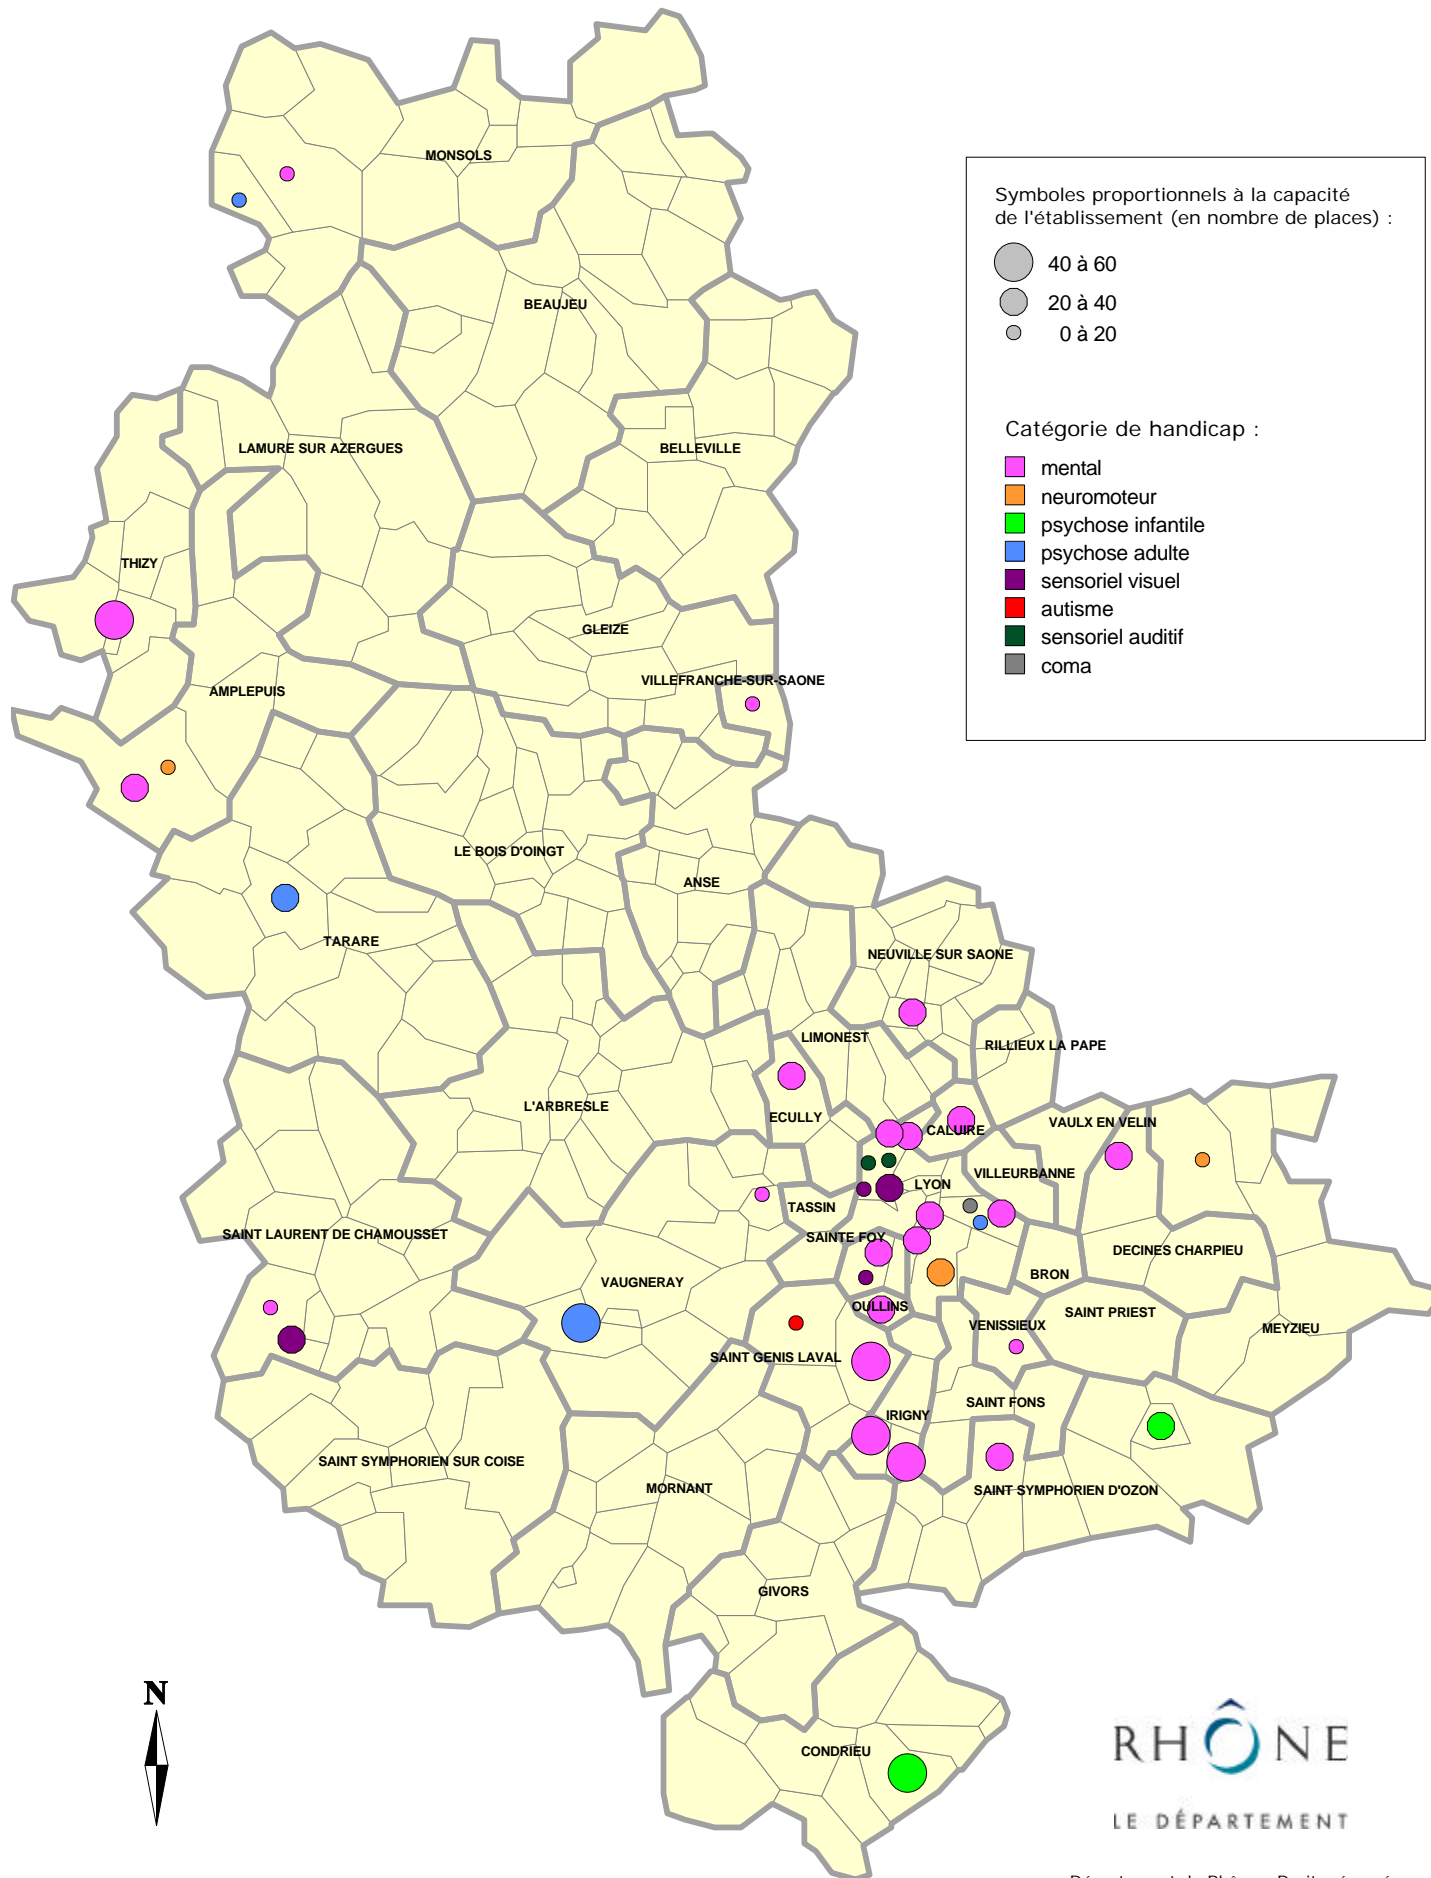 MONSOLS
Symboles proportionnels à la capacité
de l'établissement (en nombre de places) :
40 à 60
20 à 40
0 à 20
BEAUJEU
Catégorie de handicap :
mental
neuromoteur
psychose infantile
psychose adulte
sensoriel visuel
autisme
sensoriel auditif
coma
LAMURE SUR AZERGUES
BELLEVILLE
THIZY
GLEIZE
VILLEFRANCHE-SUR-SAONE
AMPLEPUIS
LE BOIS D'OINGT
ANSE
TARARE
NEUVILLE SUR SAONE
LIMONEST
RILLIEUX LA PAPE
L'ARBRESLE
ECULLY
CALUIRE
VAULX EN VELIN
VILLEURBANNE
LYON
TASSIN
SAINT LAURENT DE CHAMOUSSET
SAINTE FOY
DECINES CHARPIEU
VAUGNERAY
BRON
OULLINS
SAINT PRIEST
VENISSIEUX
MEYZIEU
SAINT GENIS LAVAL
SAINT FONS
IRIGNY
SAINT SYMPHORIEN SUR COISE
MORNANT
SAINT SYMPHORIEN D'OZON
GIVORS
N
CONDRIEU
RHÔNE
LE DÉPARTEMENT